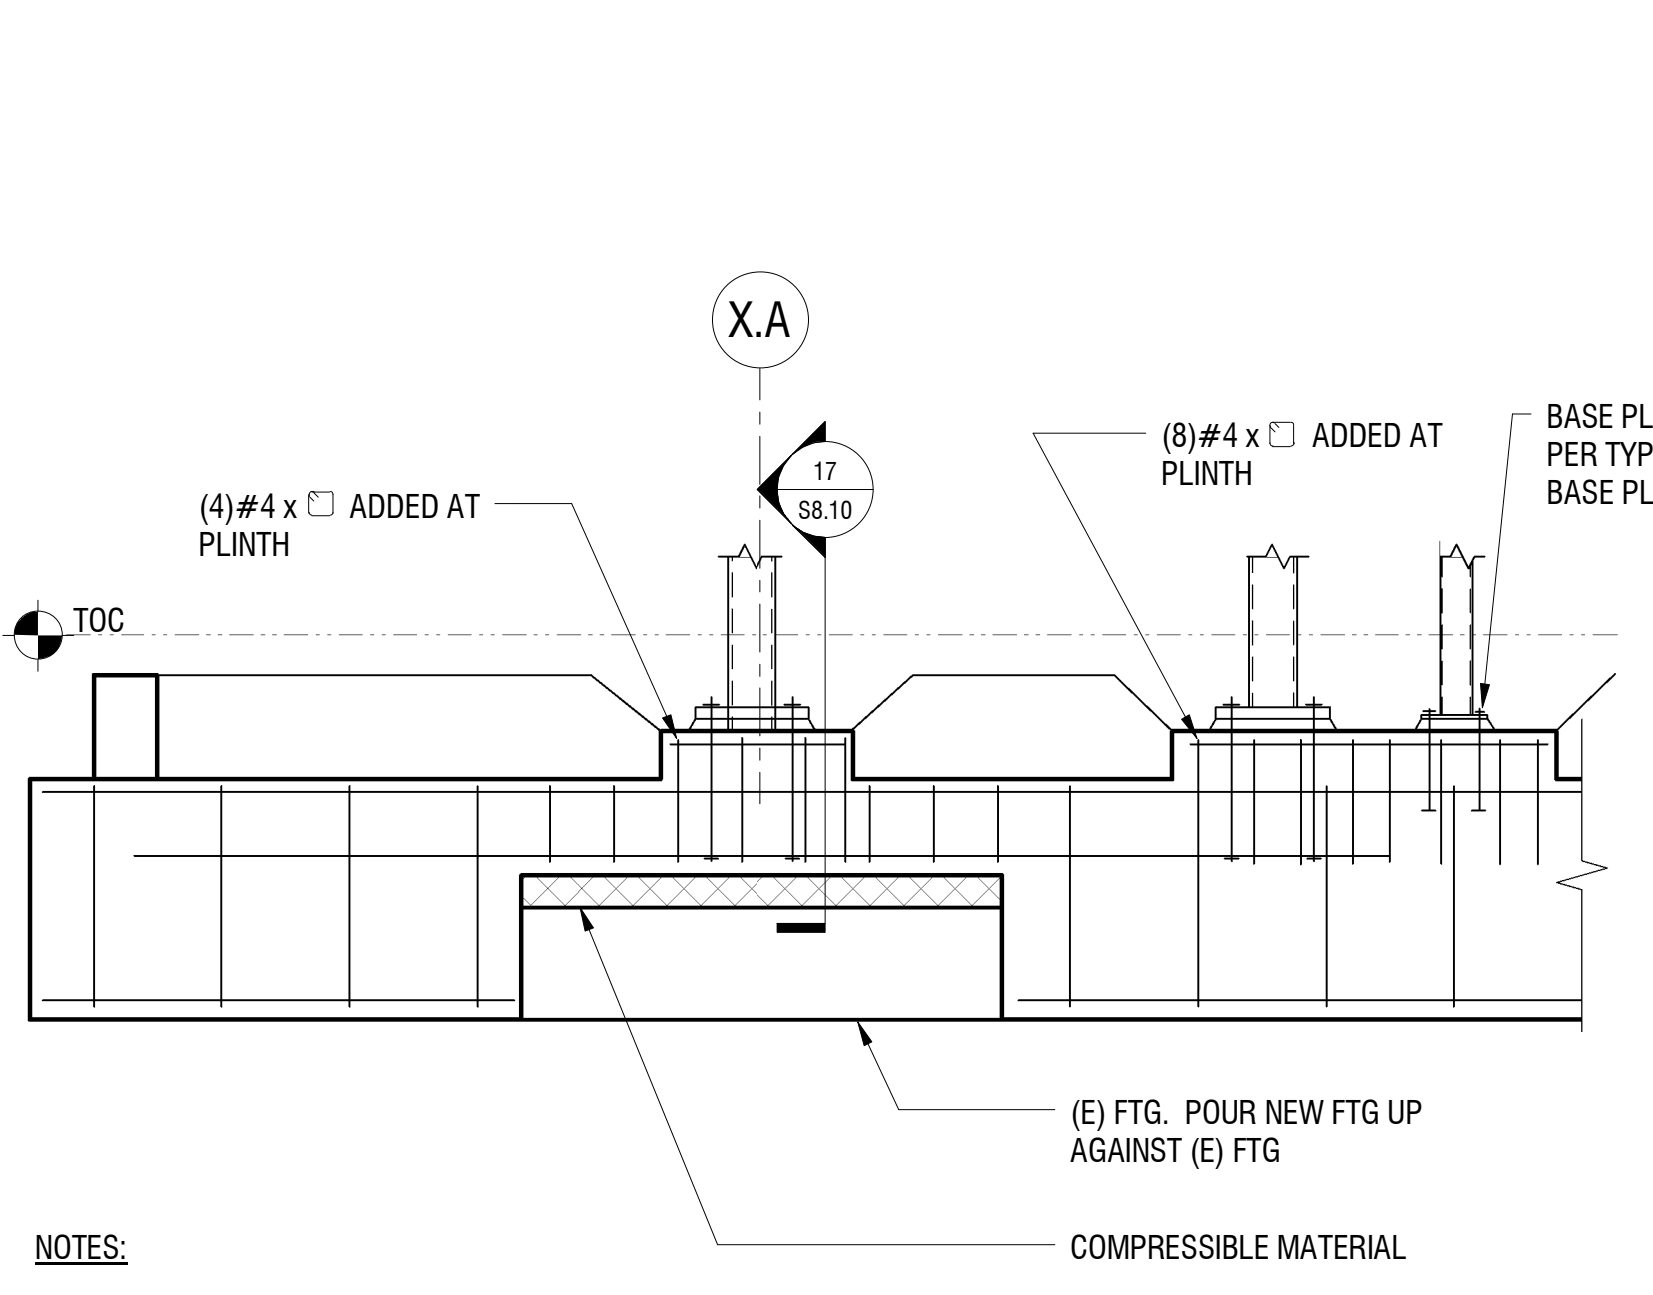 X.A
17
S8.10
(8)#4 x ADDED AT
PLINTH
BASE PL
PER TYP
BASE PL
(4)#4 x ADDED AT
PLINTH
TOC
(E) FTG. POUR NEW FTG UP
AGAINST (E) FTG
COMPRESSIBLE MATERIAL
NOTES: